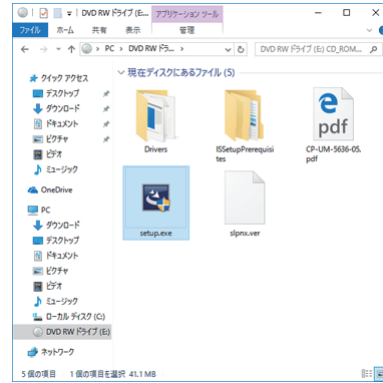 DVD RW ドライブ (E:... アプリケーション ツール
ファイル ホーム 共有 表示 管理
PC > DVD RW ドラ... DVD RW ドライブ (E:) CD_ROM...
現在ディスクにあるファイル (5)
クイック アクセス
デスクトップ
ダウンロード
ドキュメント
ピクチャ
ビデオ
ミュージック
OneDrive
PC
ダウンロード
デスクトップ
ドキュメント
ピクチャ
ビデオ
ミュージック
ローカル ディスク (C:)
DVD RW ドライブ (E:)
ネットワーク
Drivers
ISSetupPrerequisi
tes
pdf
CP-UM-5636-05.
pdf
setup.exe
slpnx.ver
5 個の項目 1 個の項目を選択 41.1 MB